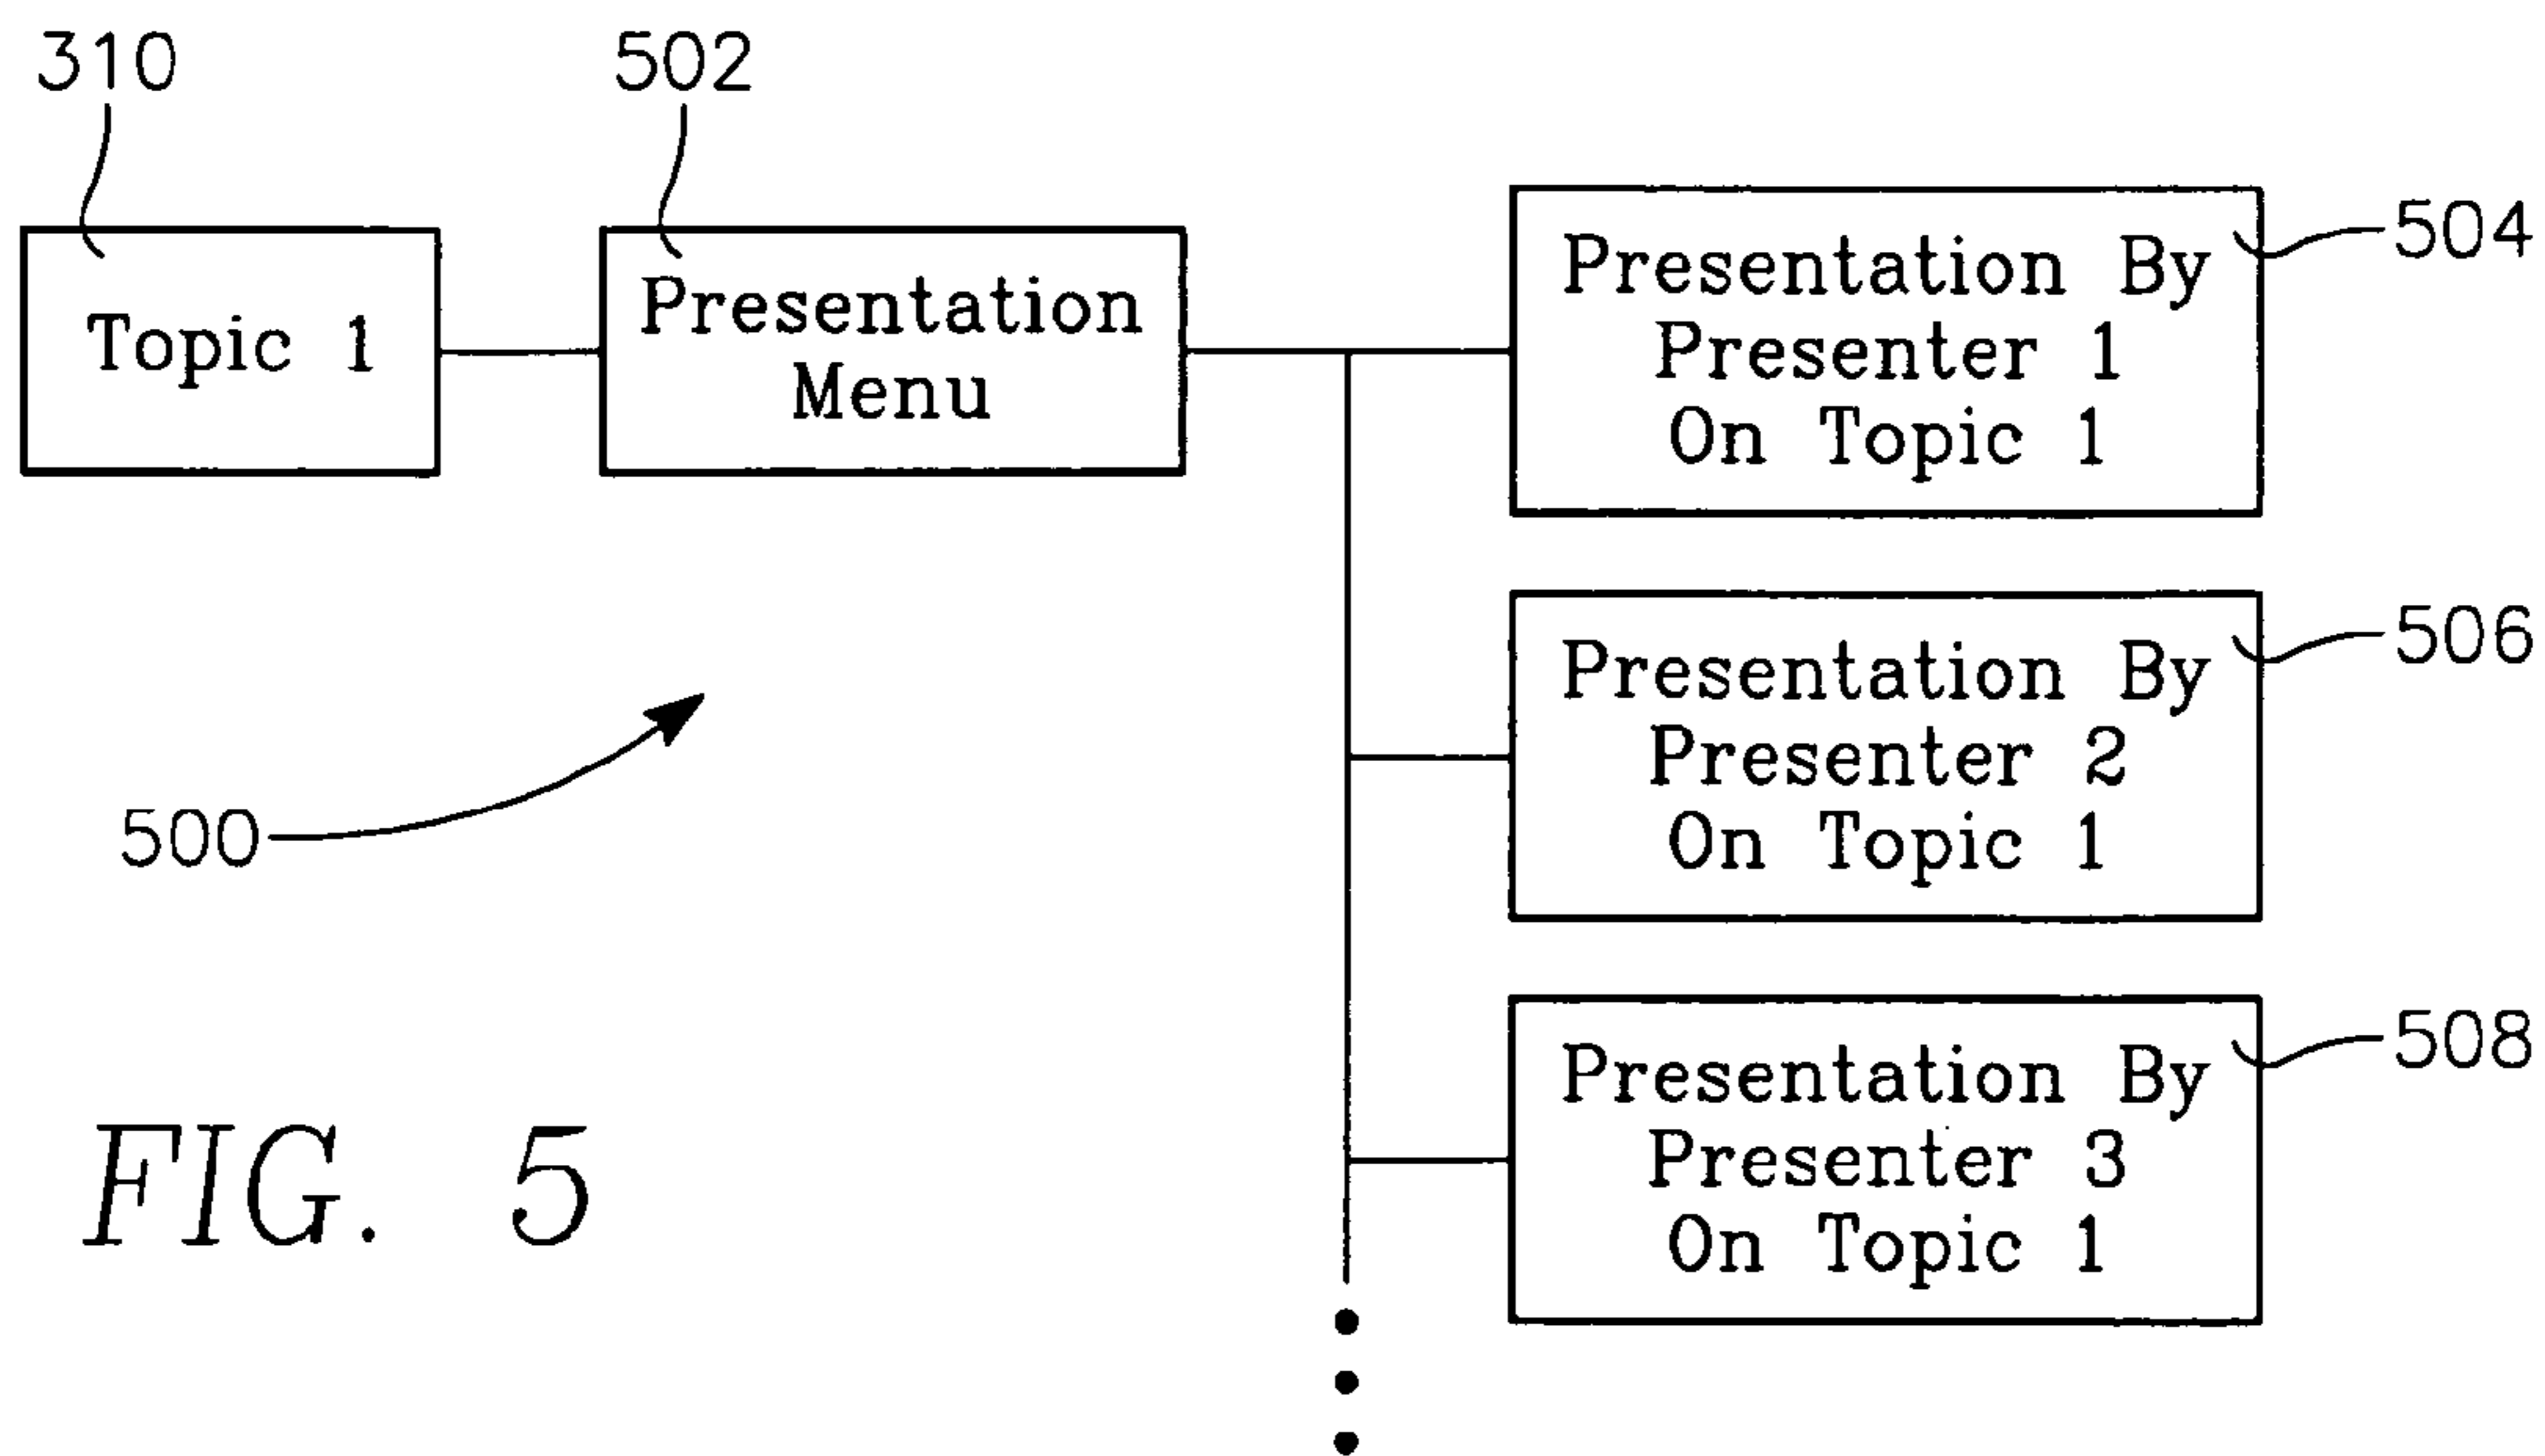 310
502
Topic 1
Presentation
Menu
Presentation By
Presenter 1
On Topic 1
504
Presentation By
Presenter 2
On Topic 1
506
500
Presentation By
Presenter 3
On Topic 1
508
FIG. 5